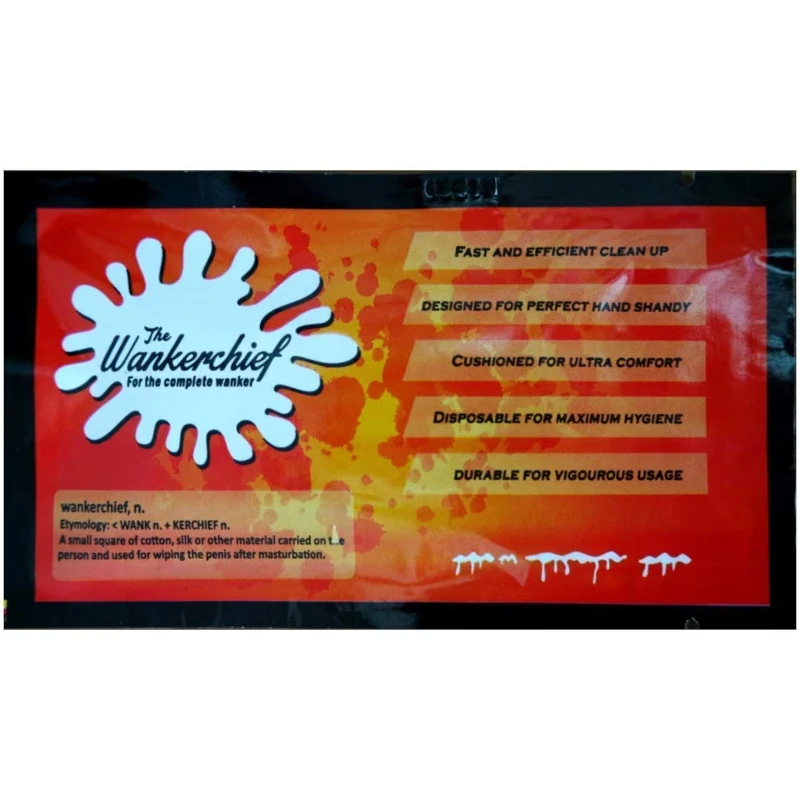 The
Wankerchief
For the complete wanker
FAST AND EFFICIENT CLEAN UP
DESIGNED FOR PERFECT HAND SHANDY
CUSHIONED FOR ULTRA COMFORT
DISPOSABLE FOR MAXIMUM HYGIENE
DURABLE FOR VIGOUROUS USAGE
wankerchief, n.
Etymology: < WANK n. + KERCHIEF n.
A small square of cotton, silk or other material carried on the
person and used for wiping the penis after masturbation.